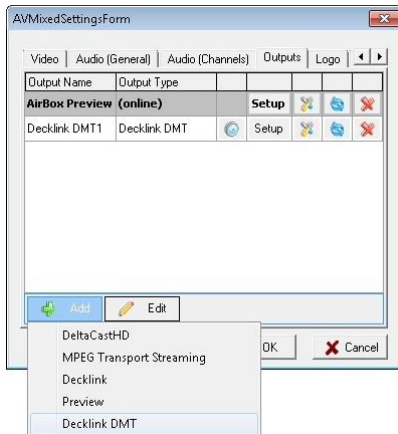 AVMixedSettingsForm
Video Audio (General) Audio (Channels) Outputs Logo
Output Name Output Type
AirBox Preview (online) Setup
Decklink DMT1 Decklink DMT Setup
Add Edit
DeltaCastHD
OK Cancel
MPEG Transport Streaming
Decklink
Preview
Decklink DMT